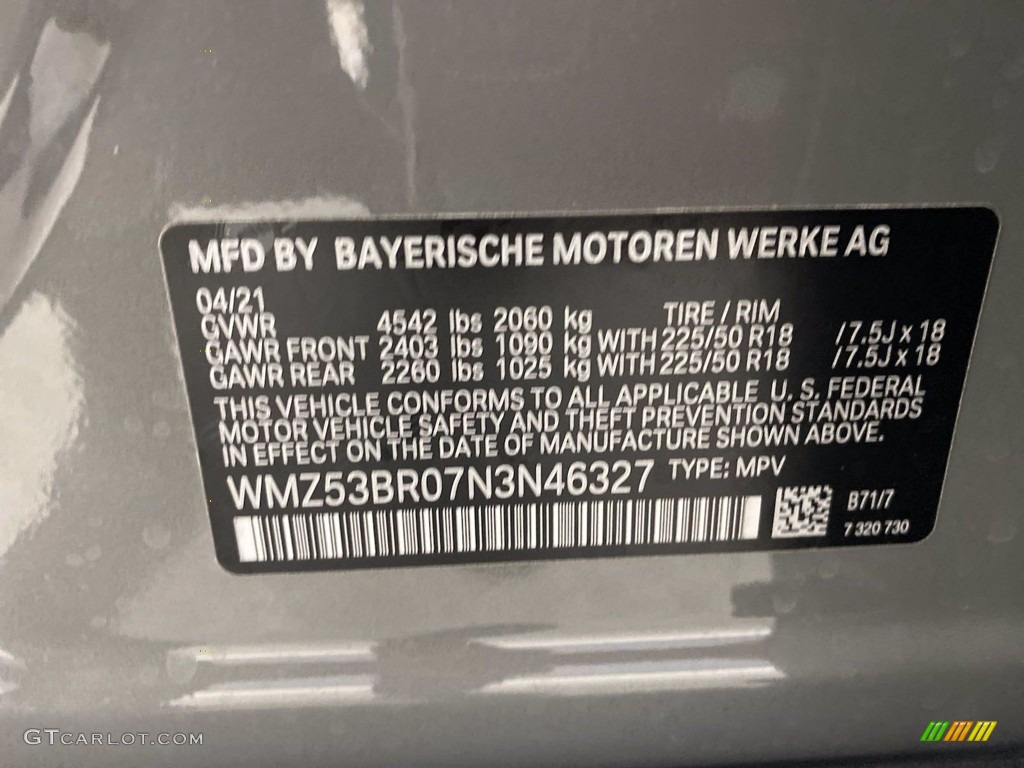 MFD BY BAYERISCHE MOTOREN WERKE AG
04/21 TIRE / RIM
GVWR 4542 lbs 2060 kg
GAWR FRONT 2403 lbs 1090 kg WITH 225/50 R18 /7.5J x 18
GAWR REAR 2260 lbs 1025 kg WITH 225/50 R18 /7.5J x 18
THIS VEHICLE CONFORMS TO ALL APPLICABLE U. S. FEDERAL
MOTOR VEHICLE SAFETY AND THEFT PREVENTION STANDARDS
IN EFFECT ON THE DATE OF MANUFACTURE SHOWN ABOVE.
WMZ53BR07N3N46327 TYPE: MPV
B71/7
7 320 730
GTCARLOT.COM